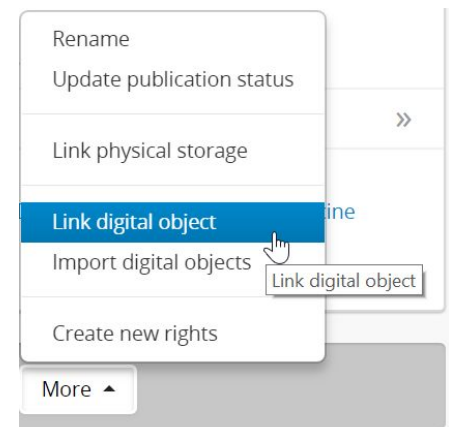 Rename
Update publication status
»
Link physical storage
Link digital object
ine
Import digital objects
Link digital object
Create new rights
More